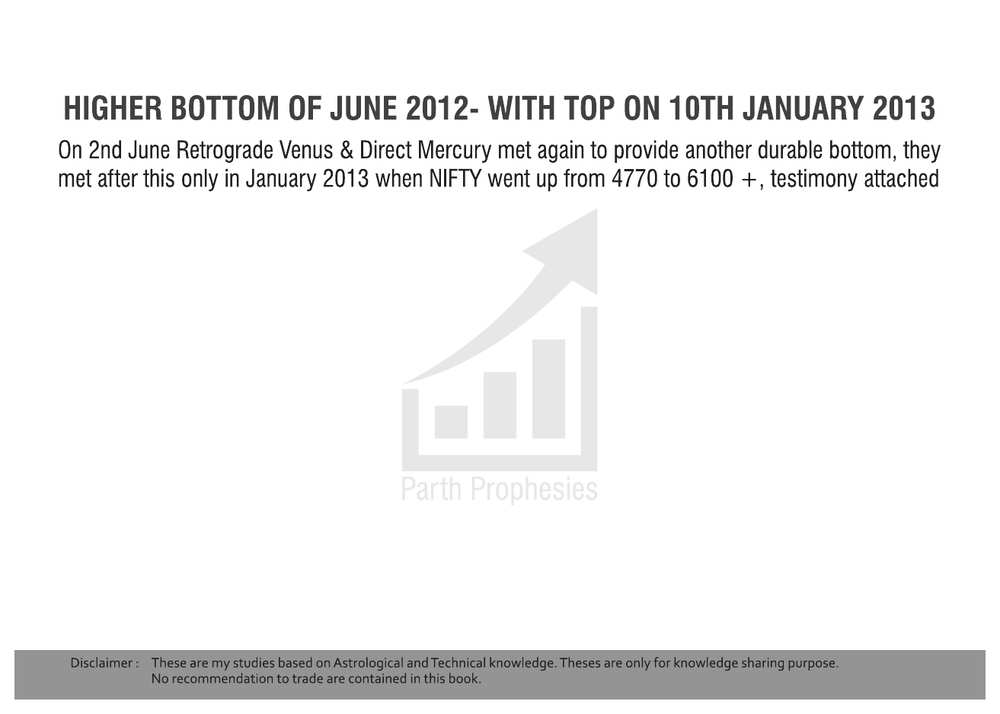 HIGHER BOTTOM OF JUNE 2012- WITH TOP ON 10TH JANUARY 2013
On 2nd June Retrograde Venus & Direct Mercury met again to provide another durable bottom, they
met after this only in January 2013 when NIFTY went up from 4770 to 6100 +, testimony attached
Parth Prophesies
Disclaimer : These are my studies based on Astrological and Technical knowledge. Theses are only for knowledge sharing purpose.
No recommendation to trade are contained in this book.